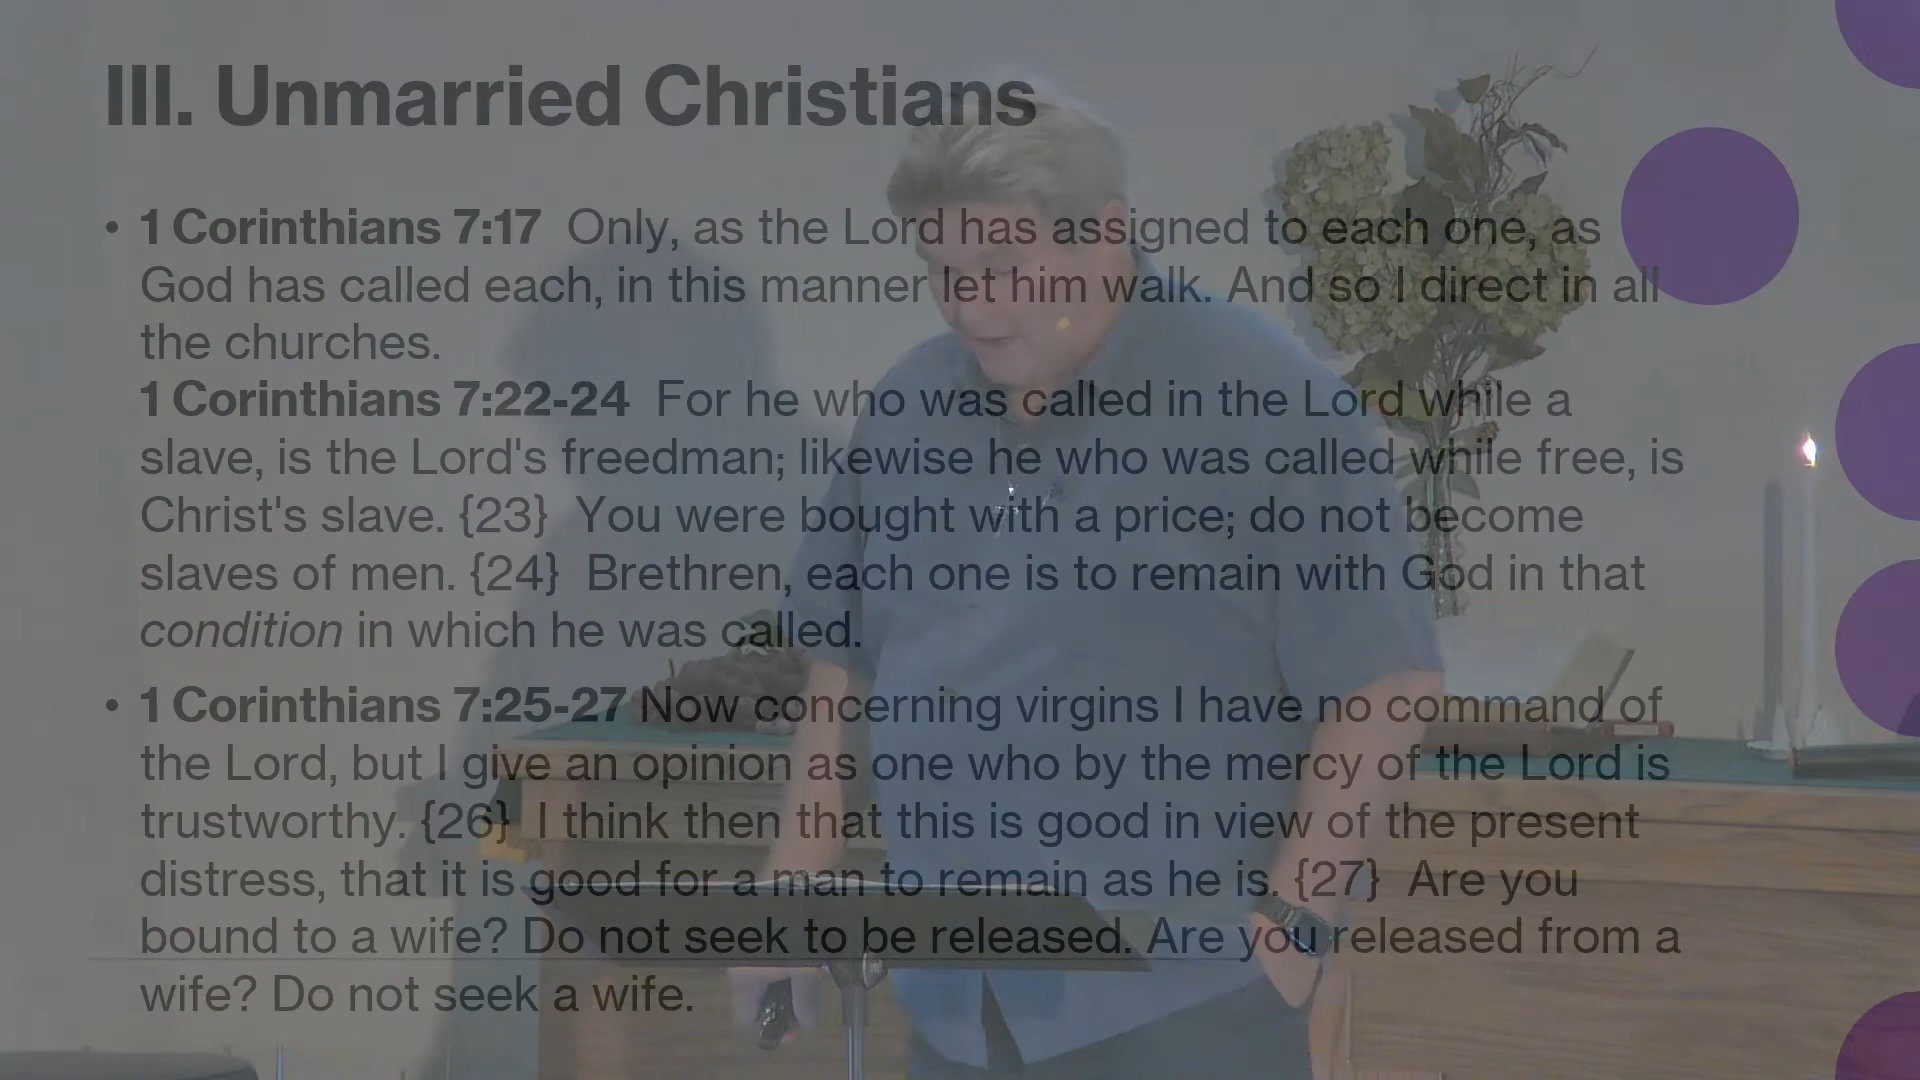 III. Unmarried Christians
• 1 Corinthians 7:17 Only, as the Lord has assigned to each one, as
God has called each, in this manner let him walk. And so I direct in all
the churches.
1 Corinthians 7:22-24 For he who was called in the Lord while a
slave, is the Lord's freedman; likewise he who was called while free, is
Christ's slave. {23} You were bought with a price; do not become
slaves of men. {24} Brethren, each one is to remain with God in that
condition in which he was called.
• 1 Corinthians 7:25-27 Now concerning virgins I have no command of
the Lord, but I give an opinion as one who by the mercy of the Lord is
trustworthy. {26} I think then that this is good in view of the present
distress, that it is good for a man to remain as he is. {27} Are you
bound to a wife? Do not seek to be released. Are you released from a
wife? Do not seek a wife.